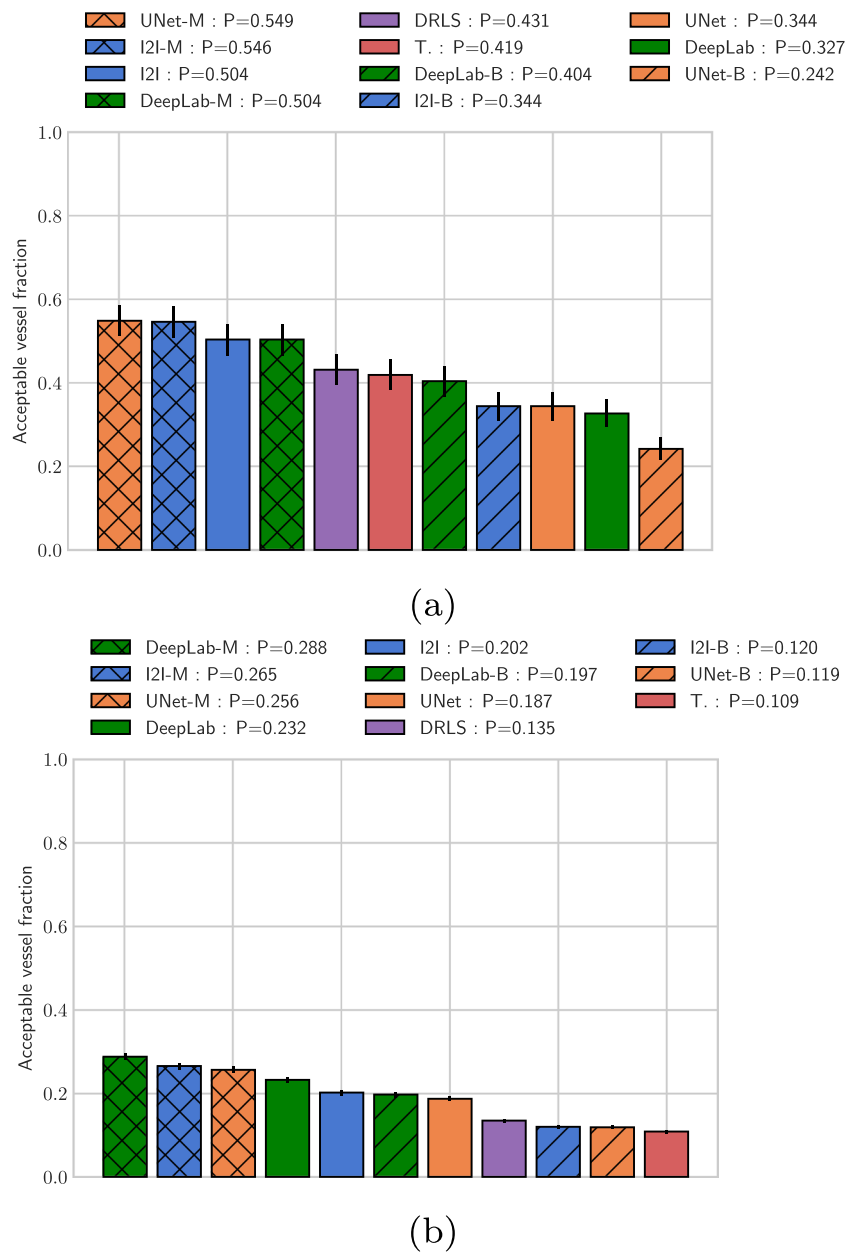 UNet-M : P=0.549
I2I-M : P=0.546
I2I : P=0.504
DeepLab-M : P=0.504
DRLS : P=0.431
T. : P=0.419
DeepLab-B : P=0.404
I2I-B : P=0.344
UNet : P=0.344
DeepLab : P=0.327
UNet-B : P=0.242
Acceptable vessel fraction
1.0
0.8
0.6
0.4
0.2
0.0
(a)
DeepLab-M : P=0.288
I2I-M : P=0.265
UNet-M : P=0.256
DeepLab : P=0.232
I2I : P=0.202
DeepLab-B : P=0.197
UNet : P=0.187
DRLS : P=0.135
I2I-B : P=0.120
UNet-B : P=0.119
T. : P=0.109
Acceptable vessel fraction
1.0
0.8
0.6
0.4
0.2
0.0
(b)